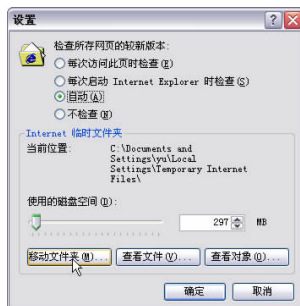 设置
检查所存网页的较新版本:
每次访问此页时检查(E)
每次启动 Internet Explorer 时检查(S)
自动(A)
不检查(N)
Internet 临时文件夹
当前位置: C:\Documents and
Settings\yu\Local
Settings\Temporary Internet
Files\
使用的磁盘空间(D):
297 MB
移动文件夹(M)... 查看文件(V)... 查看对象(O)...
确定 取消